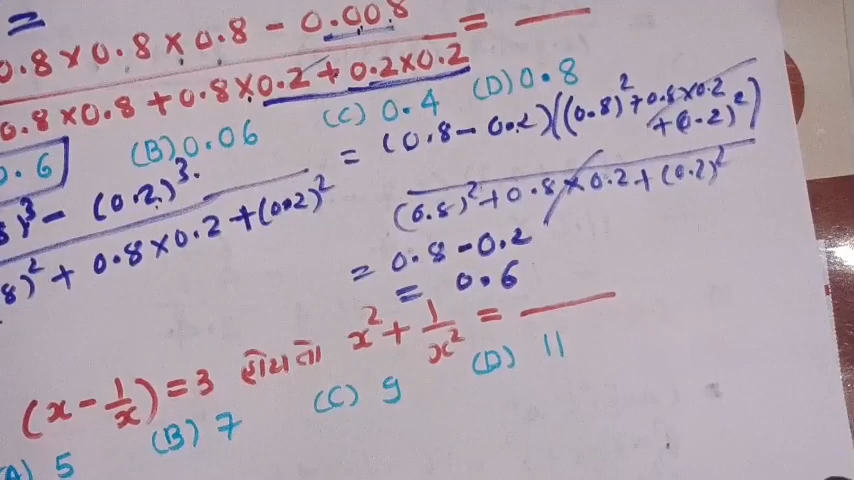 =
0.8 × 0.8 × 0.8 - 0.008 = ____
0.8 × 0.8 + 0.8 × 0.2 + 0.2 × 0.2
0.6 (B) 0.06 (C) 0.4 (D) 0.8
)³ - (0.2)³
8)² + 0.8 × 0.2 + (0.2)²
= (0.8 - 0.2)((0.8)² + 0.8 × 0.2 + (0.2)²)
(0.8)² + 0.8 × 0.2 + (0.2)²
= 0.8 - 0.2
= 0.6
(x - 1/x) = 3 હોય તો x² + 1/x² = ____
(A) 5 (B) 7 (C) 9 (D) 11